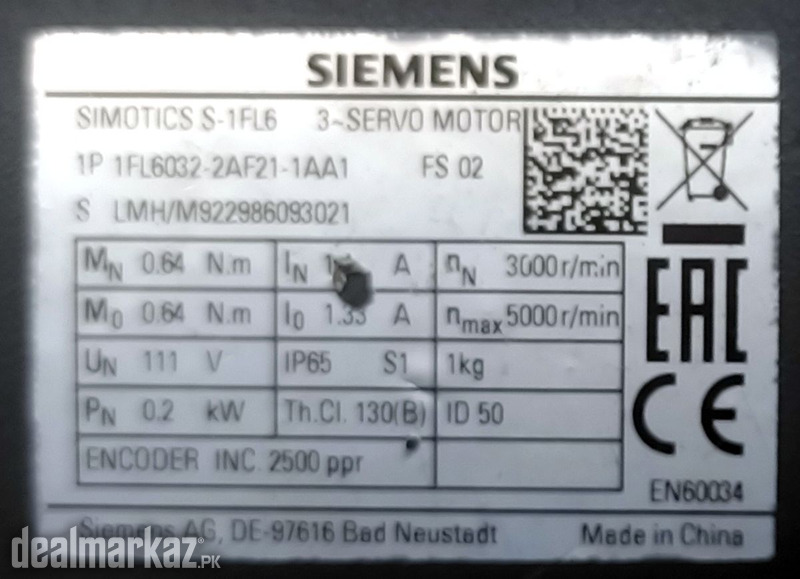 SIEMENS
SIMOTICS S-1FL6 3~SERVO MOTOR
1P 1FL6032-2AF21-1AA1 FS 02
S LMH/M922986093021
MN 0.64 N.m IN A nN 3000r/min
M0 0.64 N.m I0 1.33 A nmax 5000r/min
UN 111 V IP65 S1 1kg
PN 0.2 kW Th.Cl. 130(B) ID 50
ENCODER INC 2500 ppr
EAC
CE
EN60034
Siemens AG, DE-97616 Bad Neustadt Made in China
dealmarkaz.PK